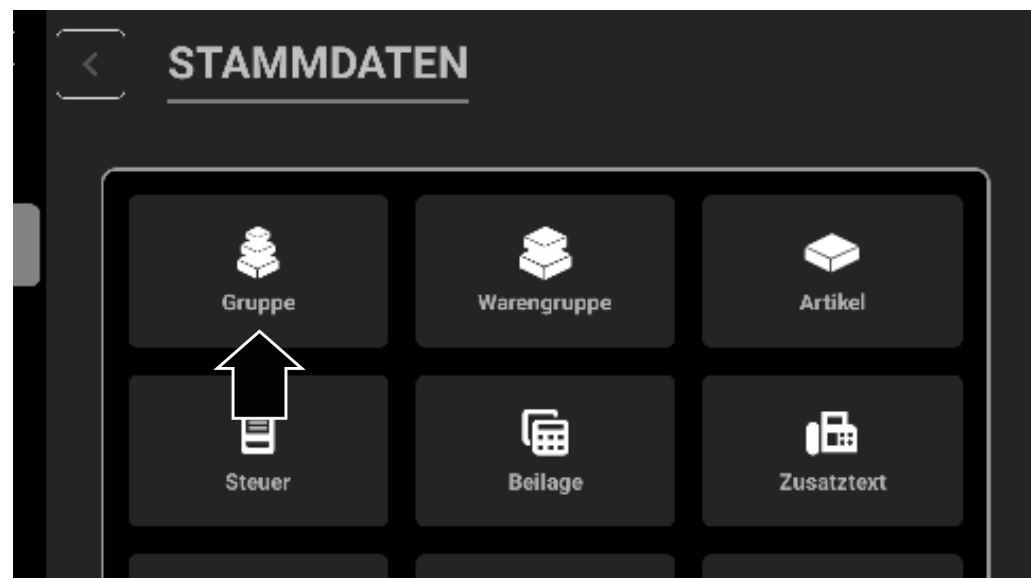 STAMMDATEN
Gruppe
Warengruppe
Artikel
Steuer
Beilage
Zusatztext